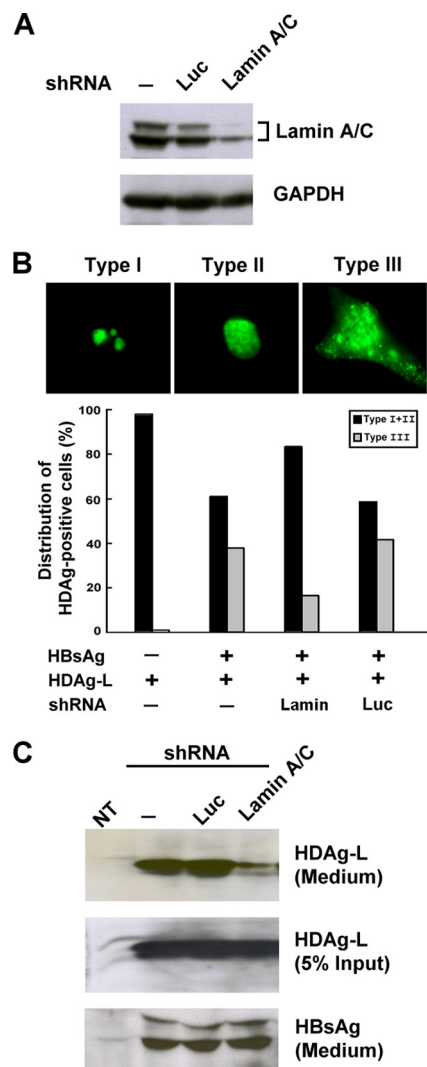 A
shRNA – Luc Lamin A/C
Lamin A/C
GAPDH
B
Type I Type II Type III
Distribution of
HDAg-positive cells (%)
100
80
60
40
20
0
Type I+II
Type III
HBsAg – + + +
HDAg-L + + + +
shRNA – – Lamin Luc
C
shRNA
NT – Luc Lamin A/C
HDAg-L
(Medium)
HDAg-L
(5% Input)
HBsAg
(Medium)